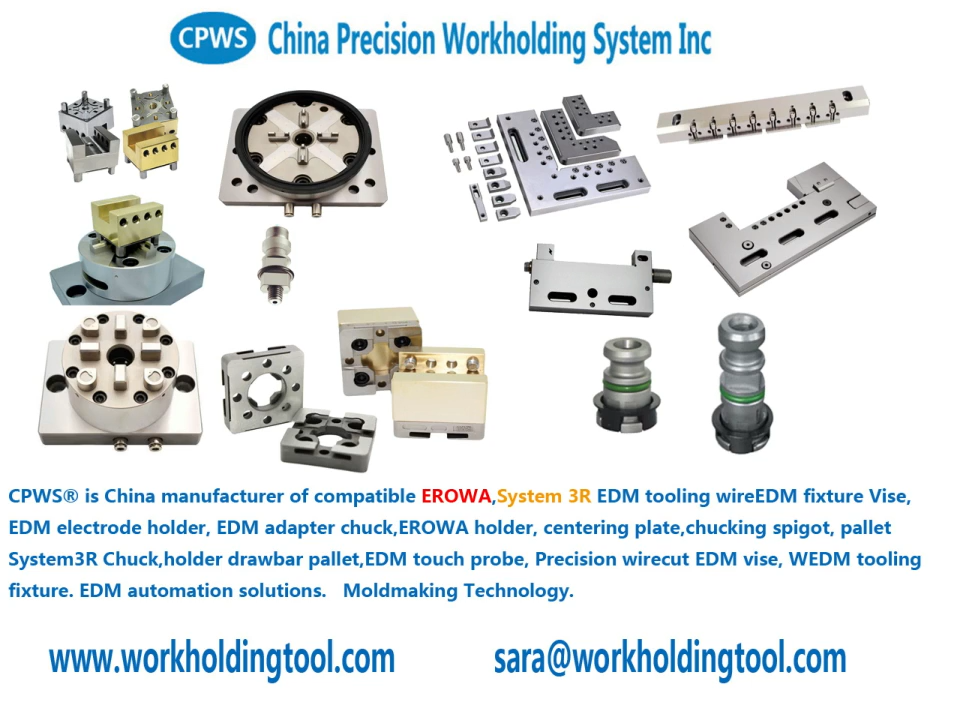 CPWS China Precision Workholding System Inc
CPWS® is China manufacturer of compatible EROWA,System 3R EDM tooling wireEDM fixture Vise,
EDM electrode holder, EDM adapter chuck,EROWA holder, centering plate,chucking spigot, pallet
System3R Chuck,holder drawbar pallet,EDM touch probe, Precision wirecut EDM vise, WEDM tooling
fixture. EDM automation solutions. Moldmaking Technology.
www.workholdingtool.com sara@workholdingtool.com